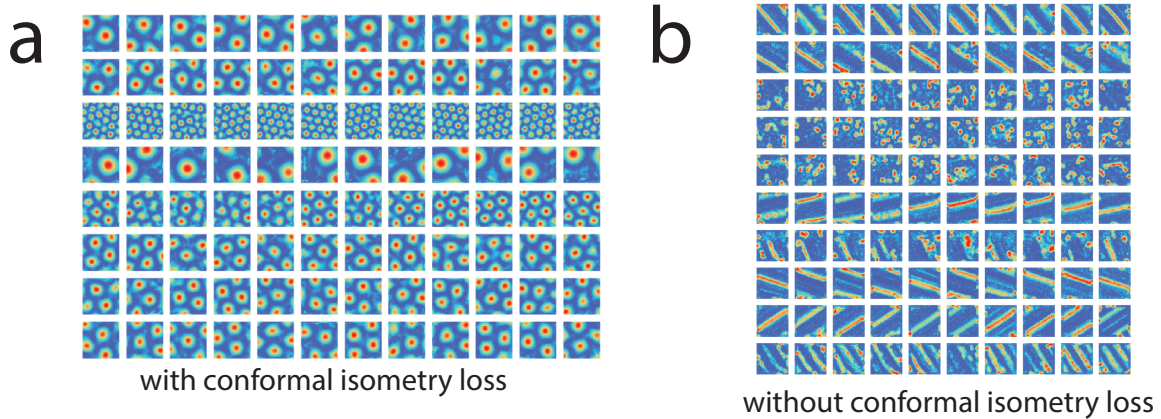 a
b
with conformal isometry loss
without conformal isometry loss